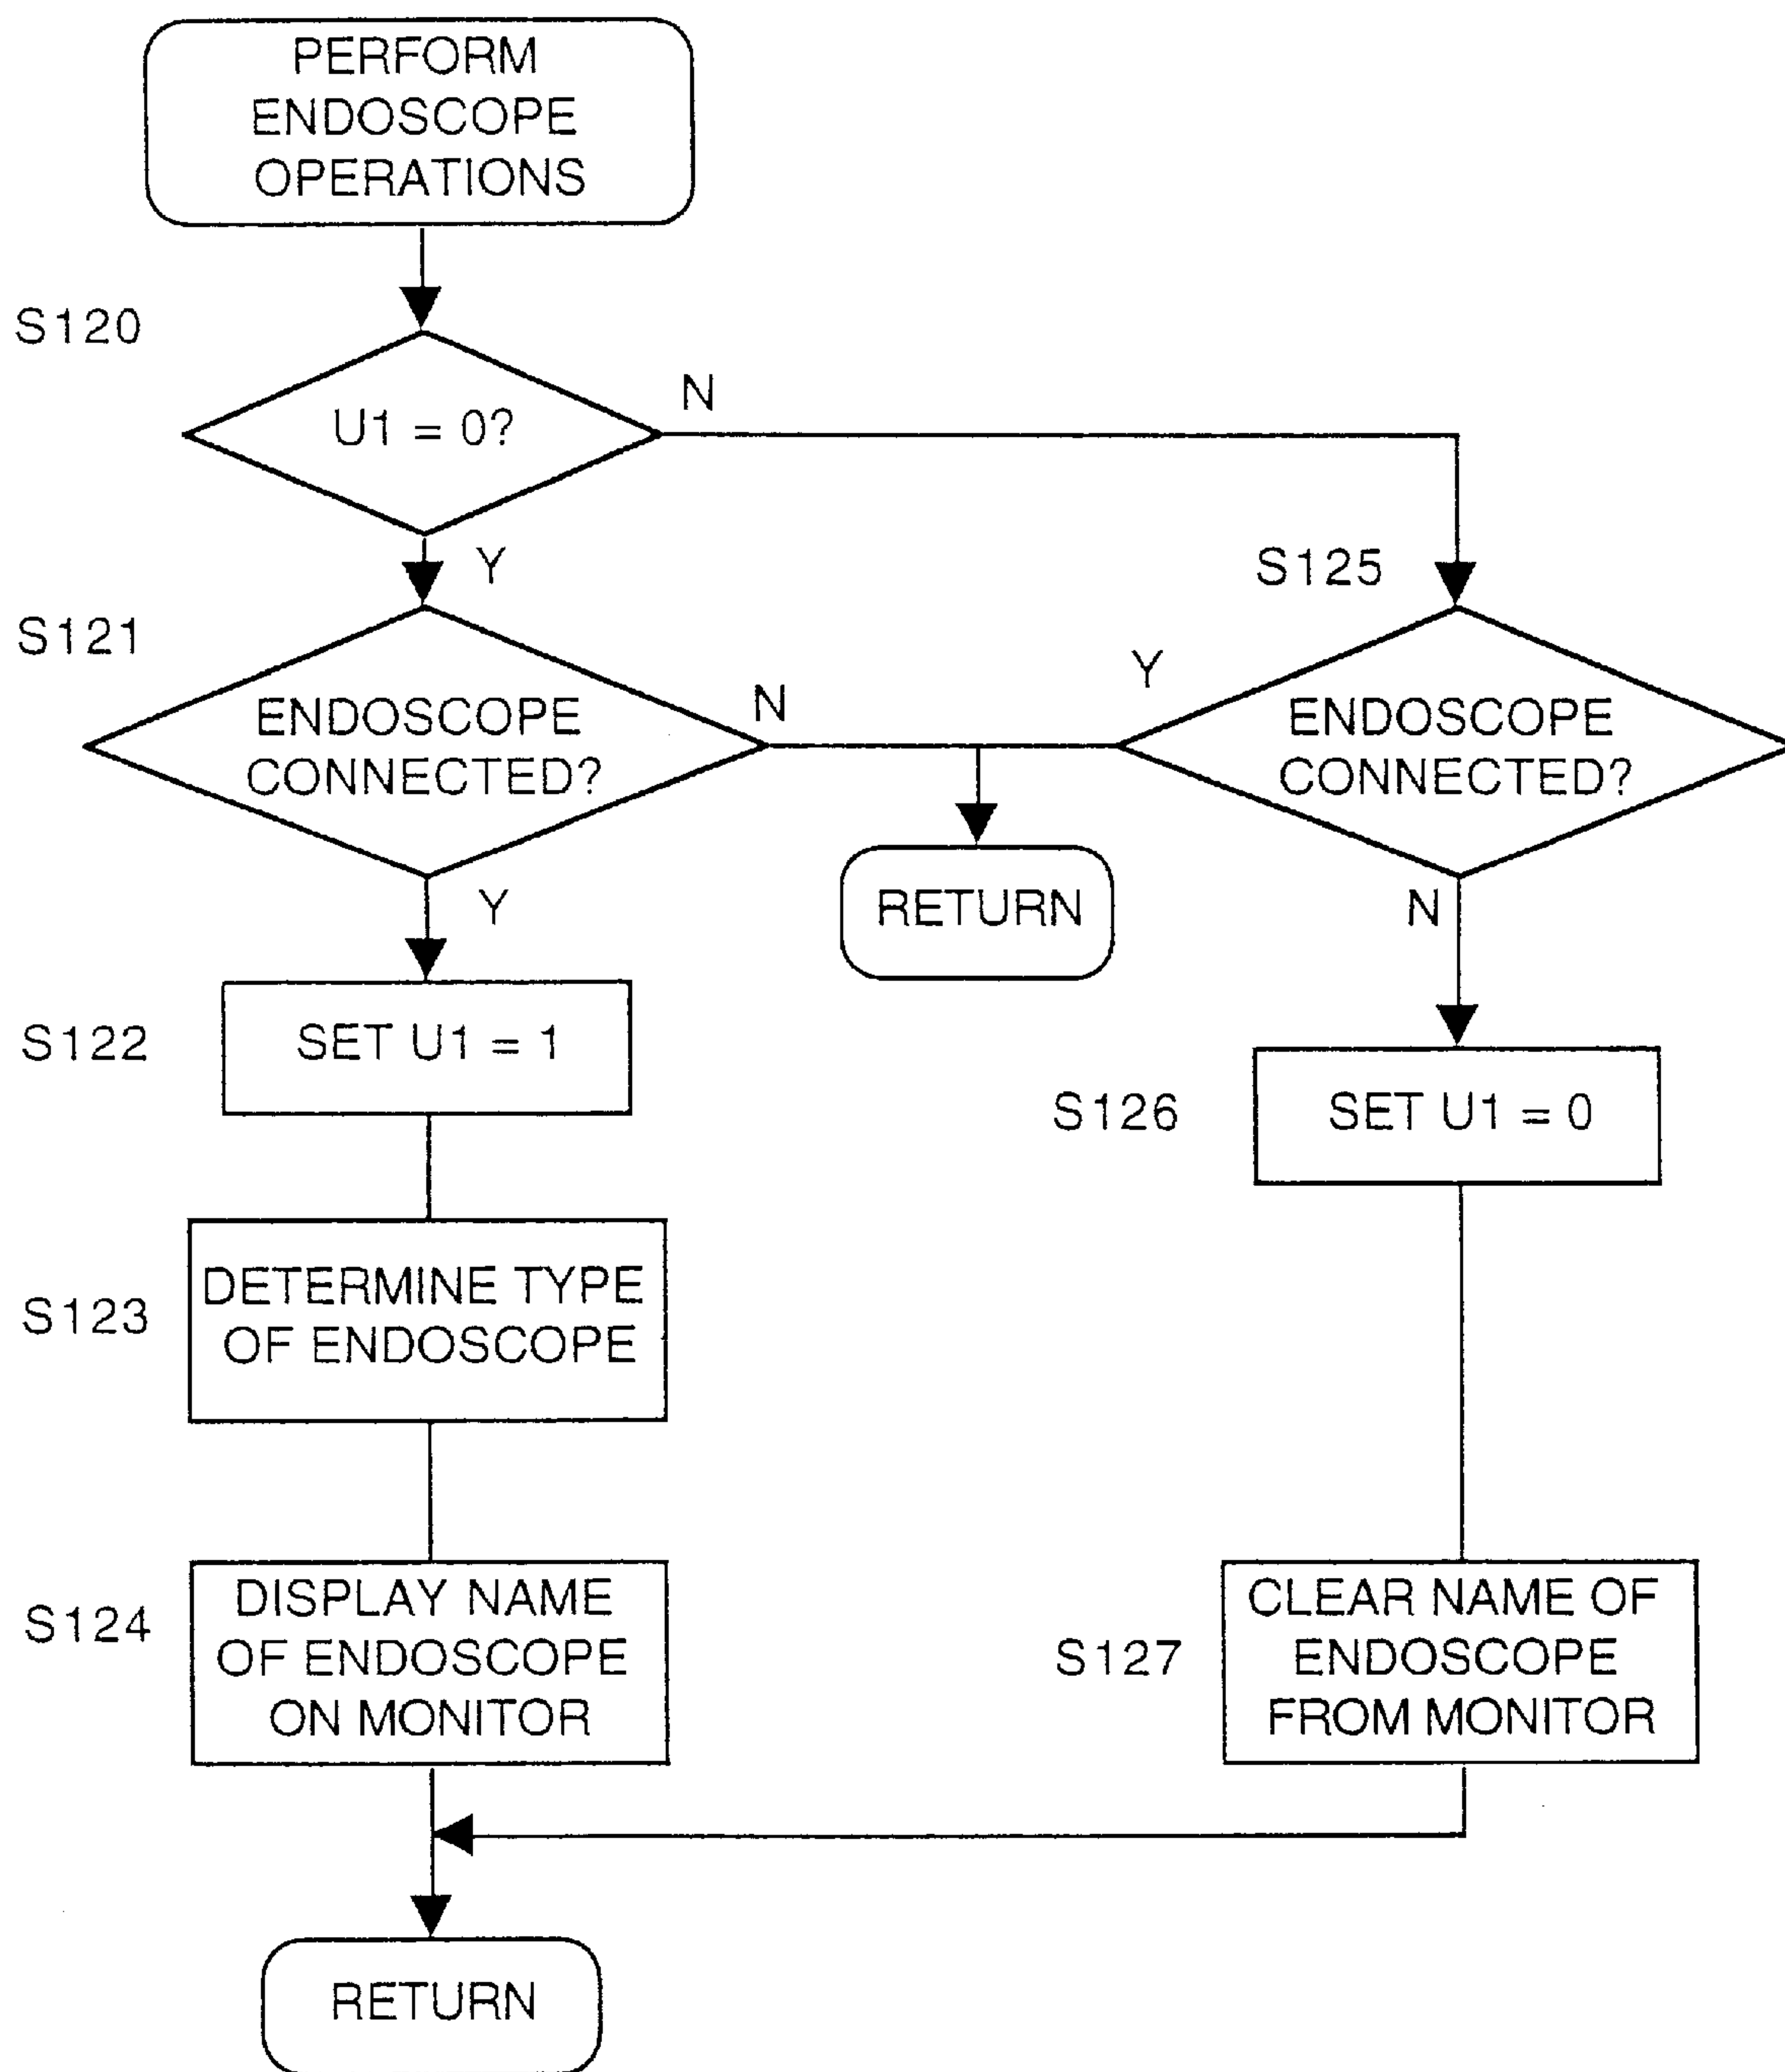 PERFORM
ENDOSCOPE
OPERATIONS
S120
U1 = 0?
N
Y
S121
ENDOSCOPE
CONNECTED?
N
Y
S125
Y
ENDOSCOPE
CONNECTED?
N
RETURN
S122
SET U1 = 1
S126
SET U1 = 0
S123
DETERMINE TYPE
OF ENDOSCOPE
S124
DISPLAY NAME
OF ENDOSCOPE
ON MONITOR
S127
CLEAR NAME OF
ENDOSCOPE
FROM MONITOR
RETURN